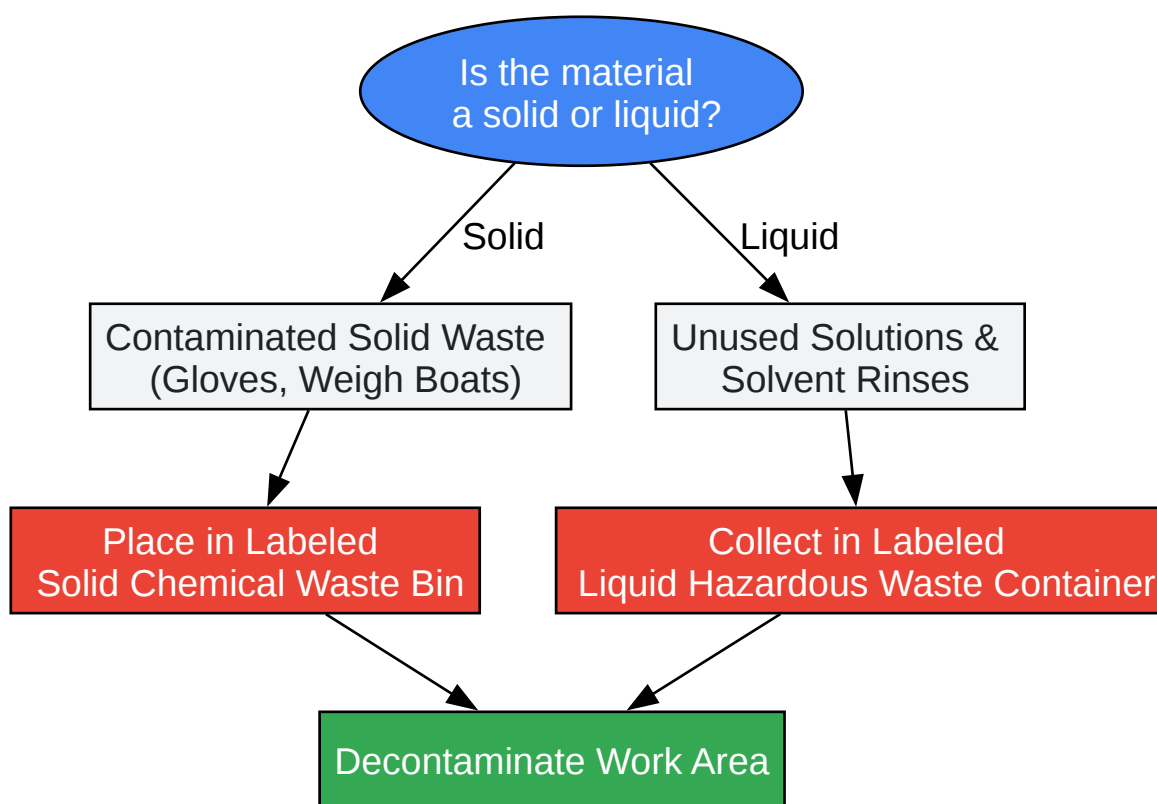 Is the material
a solid or liquid?
Solid
Liquid
Contaminated Solid Waste
(Gloves, Weigh Boats)
Unused Solutions &
Solvent Rinses
Place in Labeled
Solid Chemical Waste Bin
Collect in Labeled
Liquid Hazardous Waste Container
Decontaminate Work Area